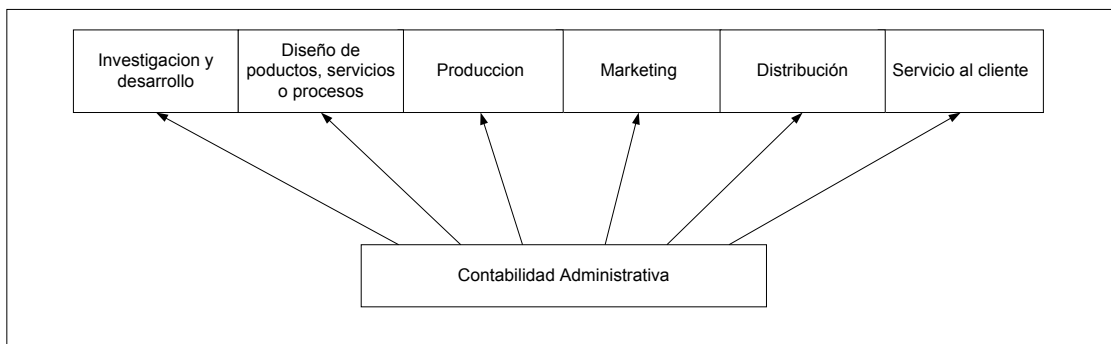 Investigacion y
desarrollo
Diseño de
poductos, servicios
o procesos
Produccion
Marketing
Distribución
Servicio al cliente
Contabilidad Administrativa